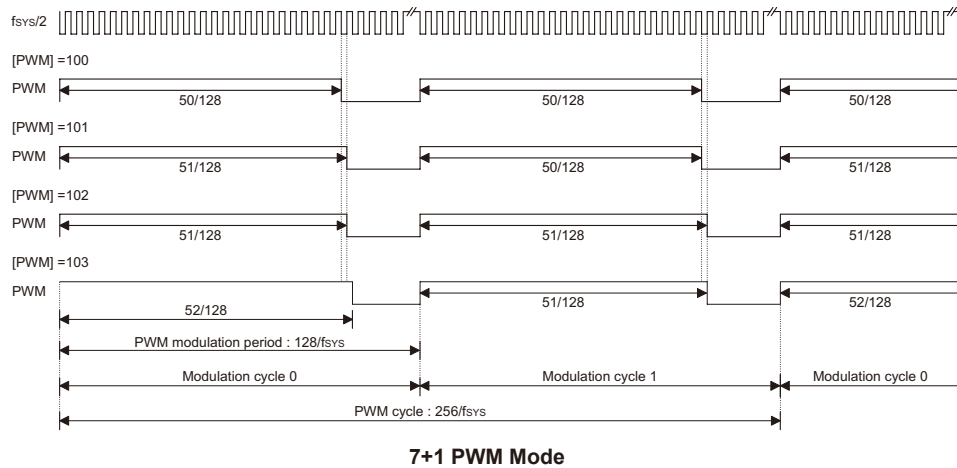 fSYS/2
[PWM] =100
PWM
50/128 50/128 50/128
[PWM] =101
PWM
51/128 50/128 51/128
[PWM] =102
PWM
51/128 51/128 51/128
[PWM] =103
PWM
52/128 51/128 52/128
PWM modulation period : 128/fSYS
Modulation cycle 0 Modulation cycle 1 Modulation cycle 0
PWM cycle : 256/fSYS
7+1 PWM Mode